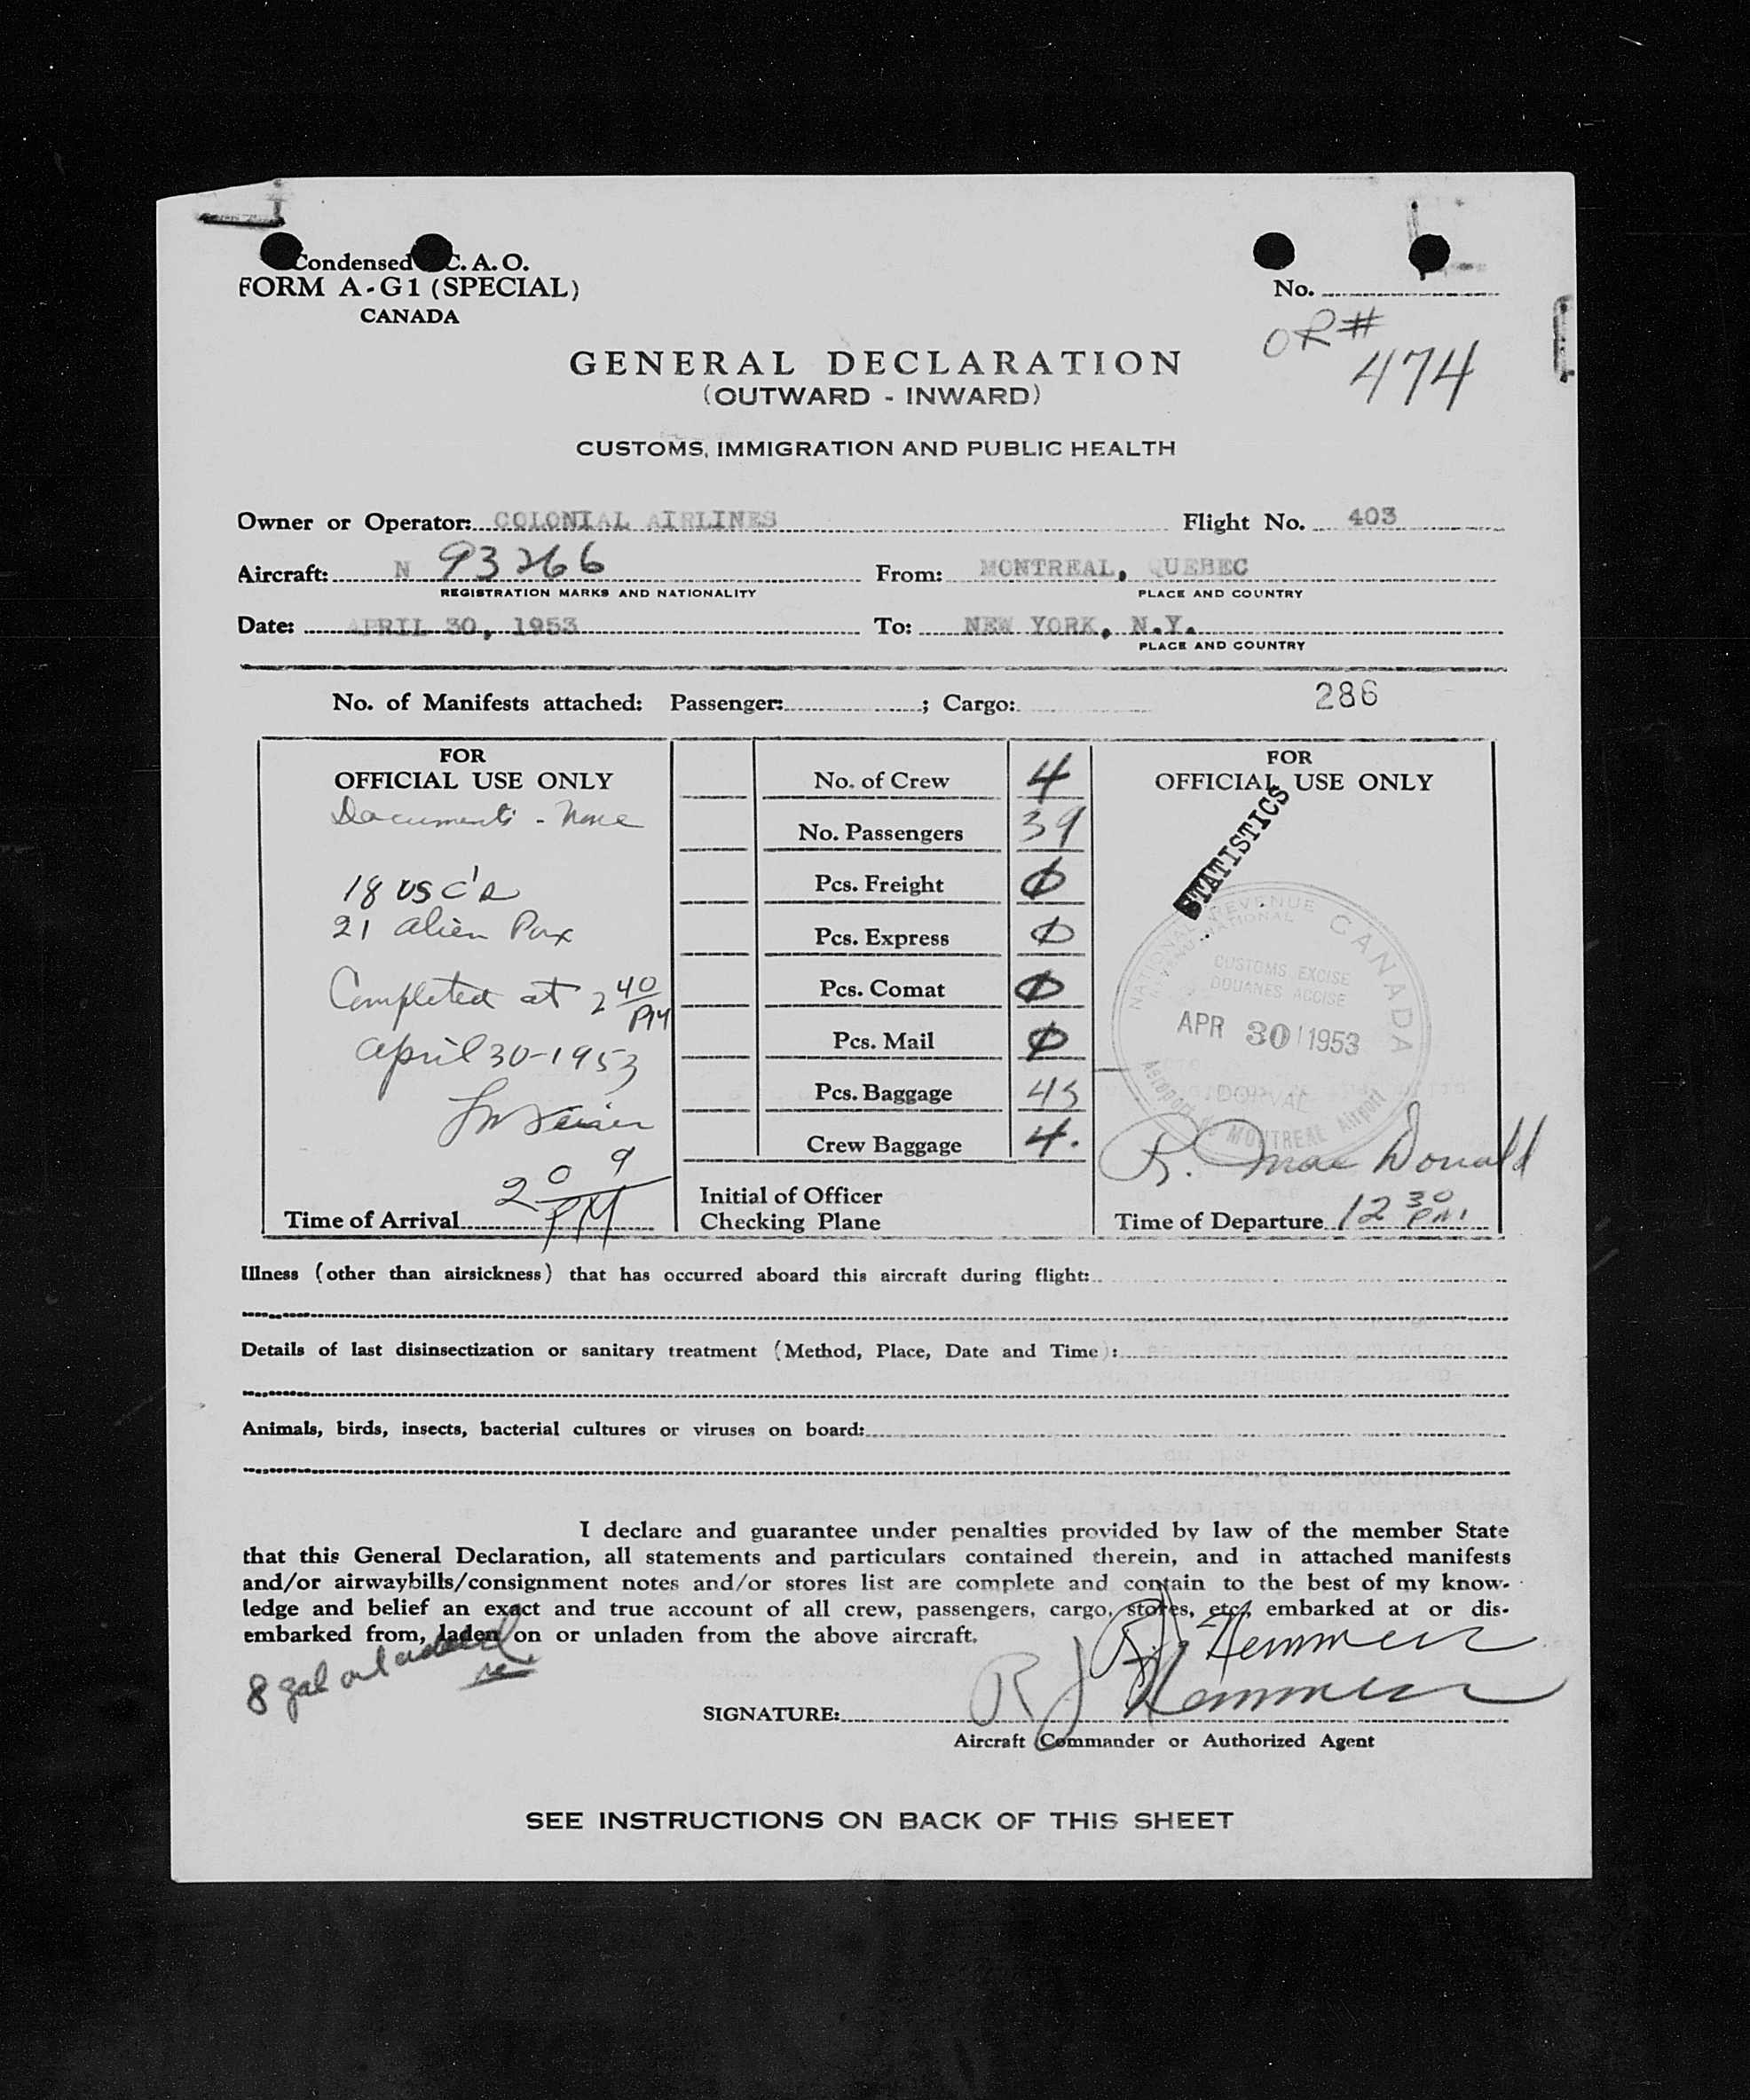 Condensed C. A. O.
FORM A-G1 (SPECIAL)
CANADA
No.
OR#
474
GENERAL DECLARATION
(OUTWARD - INWARD)
CUSTOMS, IMMIGRATION AND PUBLIC HEALTH
Owner or Operator: COLONIAL AIRLINES Flight No. 403
Aircraft: N 93266 From: MONTREAL, QUEBEC
REGISTRATION MARKS AND NATIONALITY PLACE AND COUNTRY
Date: APRIL 30, 1953 To: NEW YORK, N.Y.
PLACE AND COUNTRY
No. of Manifests attached: Passenger: ; Cargo: 286
FOR
OFFICIAL USE ONLY
Documents - None
18 US C's
21 alien Pax
Completed at 2 40 PM
April 30-1953
2 09 PM
Time of Arrival
No. of Crew 4
No. Passengers 39
Pcs. Freight 0
Pcs. Express 0
Pcs. Comat 0
Pcs. Mail 0
Pcs. Baggage 45
Crew Baggage 4.
Initial of Officer
Checking Plane
FOR
OFFICIAL USE ONLY
STATISTICS
NATIONAL REVENUE CANADA
REVENU NATIONAL
CUSTOMS EXCISE
DOUANES ACCISE
APR 30 1953
DORVAL
MONTREAL Airport
R. MacDonald
Time of Departure 12 30 PM
Illness (other than airsickness) that has occurred aboard this aircraft during flight:
Details of last disinsectization or sanitary treatment (Method, Place, Date and Time):
Animals, birds, insects, bacterial cultures or viruses on board:
I declare and guarantee under penalties provided by law of the member State
that this General Declaration, all statements and particulars contained therein, and in attached manifests
and/or airwaybills/consignment notes and/or stores list are complete and contain to the best of my know-
ledge and belief an exact and true account of all crew, passengers, cargo, stores, etc., embarked at or dis-
embarked from, laden on or unladen from the above aircraft.
8 gal oil
SIGNATURE:
Aircraft Commander or Authorized Agent
SEE INSTRUCTIONS ON BACK OF THIS SHEET